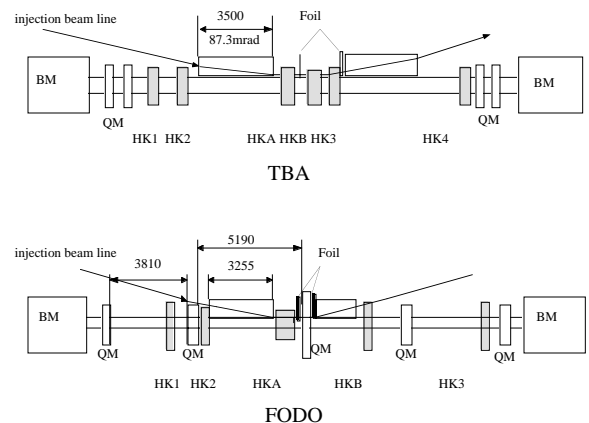 injection beam line
3500
87.3mrad
Foil
BM
BM
QM
QM
HK1 HK2 HKA HKB HK3 HK4
TBA
injection beam line
5190
Foil
3810
3255
BM
BM
QM
QM
QM
QM
QM
HK1 HK2 HKA HKB HK3
FODO